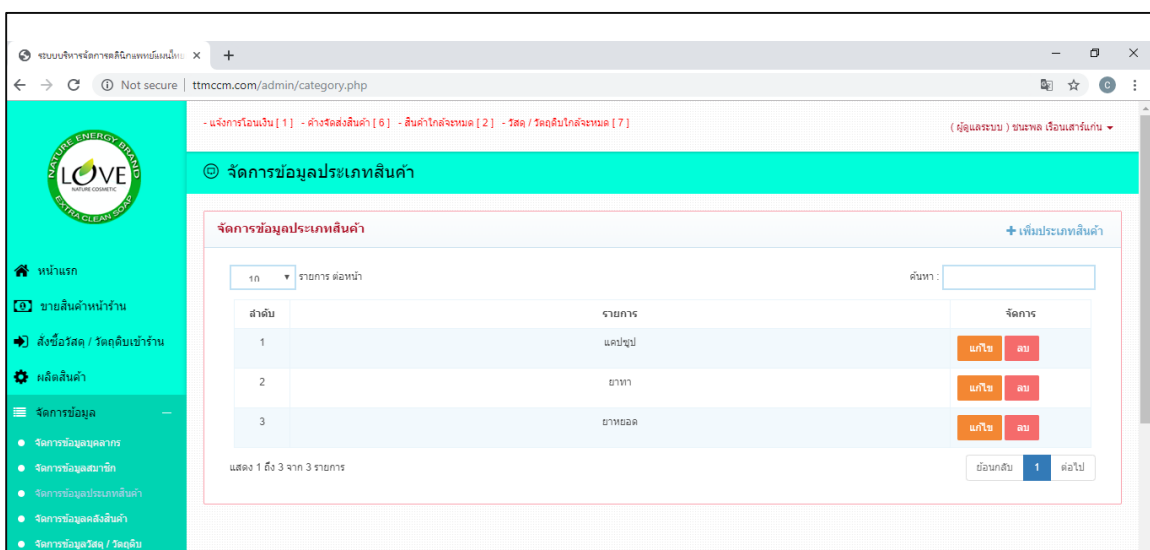 ระบบบริหารจัดการคลินิกแพทย์แผนไทย
Not secure | ttmccm.com/admin/category.php
C
- แจ้งการโอนเงิน [ 1 ] - ค้างจัดส่งสินค้า [ 6 ] - สินค้าใกล้จะหมด [ 2 ] - วัสดุ / วัตถุดิบใกล้จะหมด [ 7 ]
( ผู้ดูแลระบบ ) ชนะพล เรือนเสาร์แก่น
NATURE ENERGY BRAND
LOVE
NATURE COSMETIC
EXTRA CLEAN SOAP
จัดการข้อมูลประเภทสินค้า
จัดการข้อมูลประเภทสินค้า
+ เพิ่มประเภทสินค้า
หน้าแรก
ขายสินค้าหน้าร้าน
สั่งซื้อวัสดุ / วัตถุดิบเข้าร้าน
ผลิตสินค้า
จัดการข้อมูล
จัดการข้อมูลบุคลากร
จัดการข้อมูลสมาชิก
จัดการข้อมูลประเภทสินค้า
จัดการข้อมูลคลังสินค้า
จัดการข้อมูลวัสดุ / วัตถุดิบ
10 รายการ ต่อหน้า
ค้นหา :
ลำดับ รายการ จัดการ
1 แคปซูป แก้ไข ลบ
2 ยาทา แก้ไข ลบ
3 ยาหยอด แก้ไข ลบ
แสดง 1 ถึง 3 จาก 3 รายการ
ย้อนกลับ 1 ต่อไป